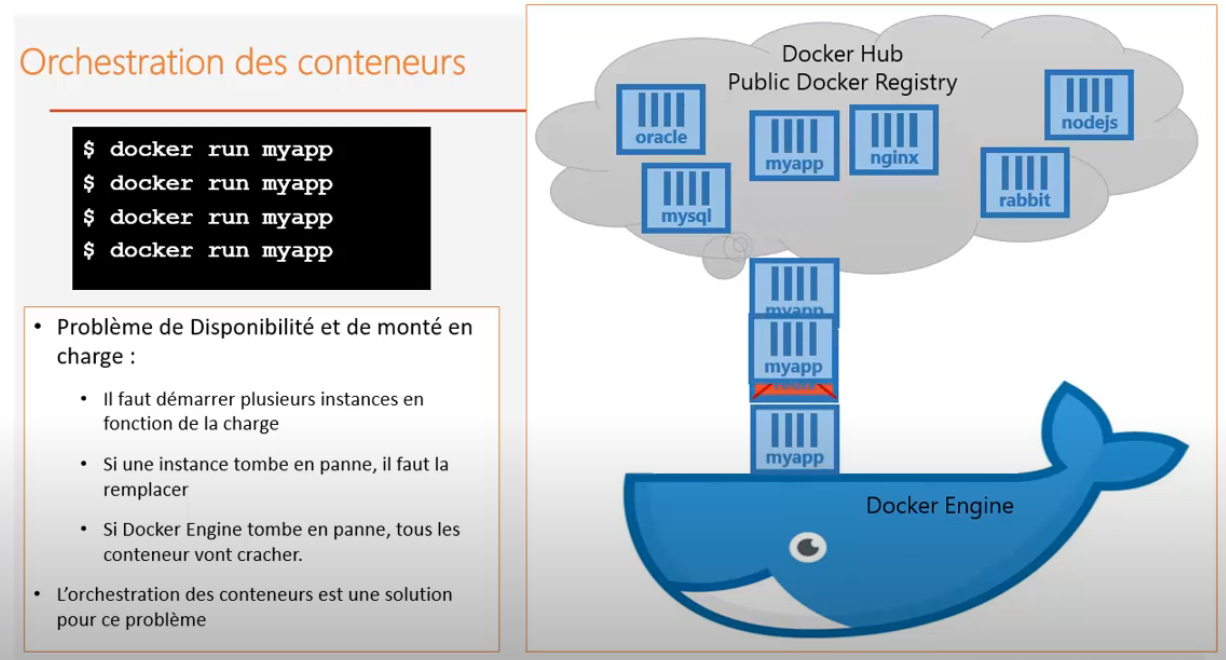 Orchestration des conteneurs
$ docker run myapp
$ docker run myapp
$ docker run myapp
$ docker run myapp
• Problème de Disponibilité et de monté en
charge :
• Il faut démarrer plusieurs instances en
fonction de la charge
• Si une instance tombe en panne, il faut la
remplacer
• Si Docker Engine tombe en panne, tous les
conteneur vont cracher.
• L'orchestration des conteneurs est une solution
pour ce problème
Docker Hub
Public Docker Registry
oracle
myapp
nginx
nodejs
mysql
rabbit
myapp
myapp
myapp
Docker Engine